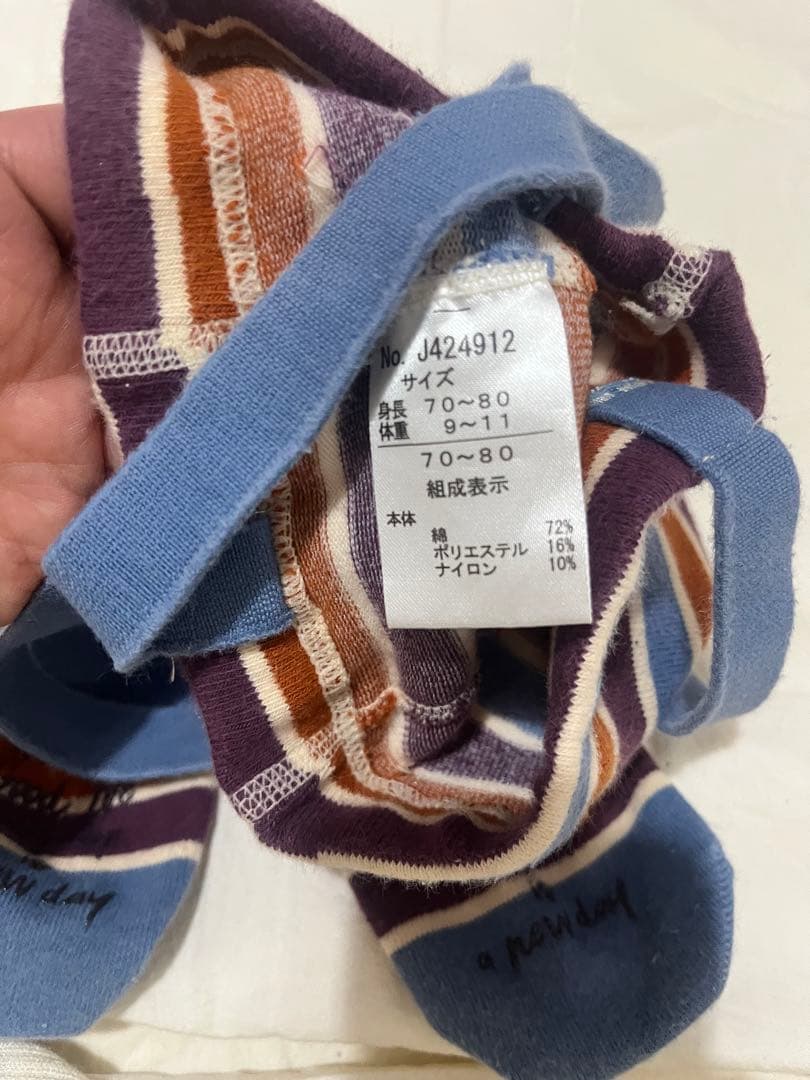 No. J424912
サイズ
身長 70～80
体重 9～11
70～80
組成表示
本体
綿 72%
ポリエステル 16%
ナイロン 10%
day
a new day